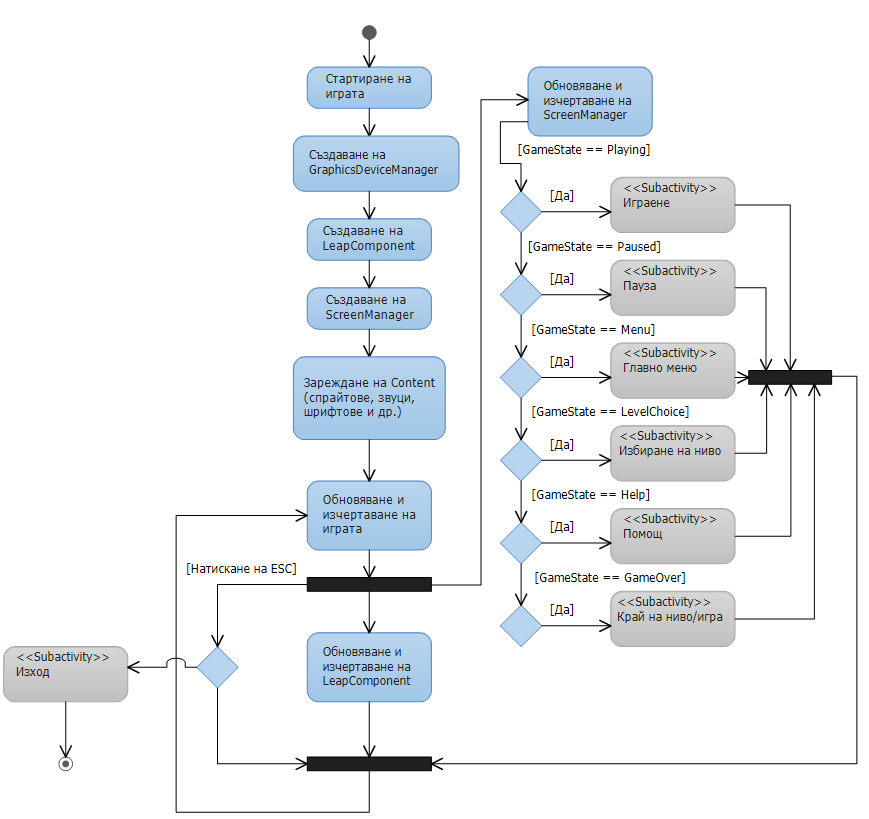 Стартиране на
играта
Създаване на
GraphicsDeviceManager
Създаване на
LeapComponent
Създаване на
ScreenManager
Зареждане на Content
(спрайтове, звуци,
шрифтове и др.)
Обновяване и
изчертаване на
играта
[Натискане на ESC]
<<Subactivity>>
Изход
Обновяване и
изчертаване на
LeapComponent
Обновяване и
изчертаване на
ScreenManager
[GameState == Playing]
[Да]
<<Subactivity>>
Играене
[GameState == Paused]
[Да]
<<Subactivity>>
Пауза
[GameState == Menu]
[Да]
<<Subactivity>>
Главно меню
[GameState == LevelChoice]
[Да]
<<Subactivity>>
Избиране на ниво
[GameState == Help]
[Да]
<<Subactivity>>
Помощ
[GameState == GameOver]
[Да]
<<Subactivity>>
Край на ниво/игра